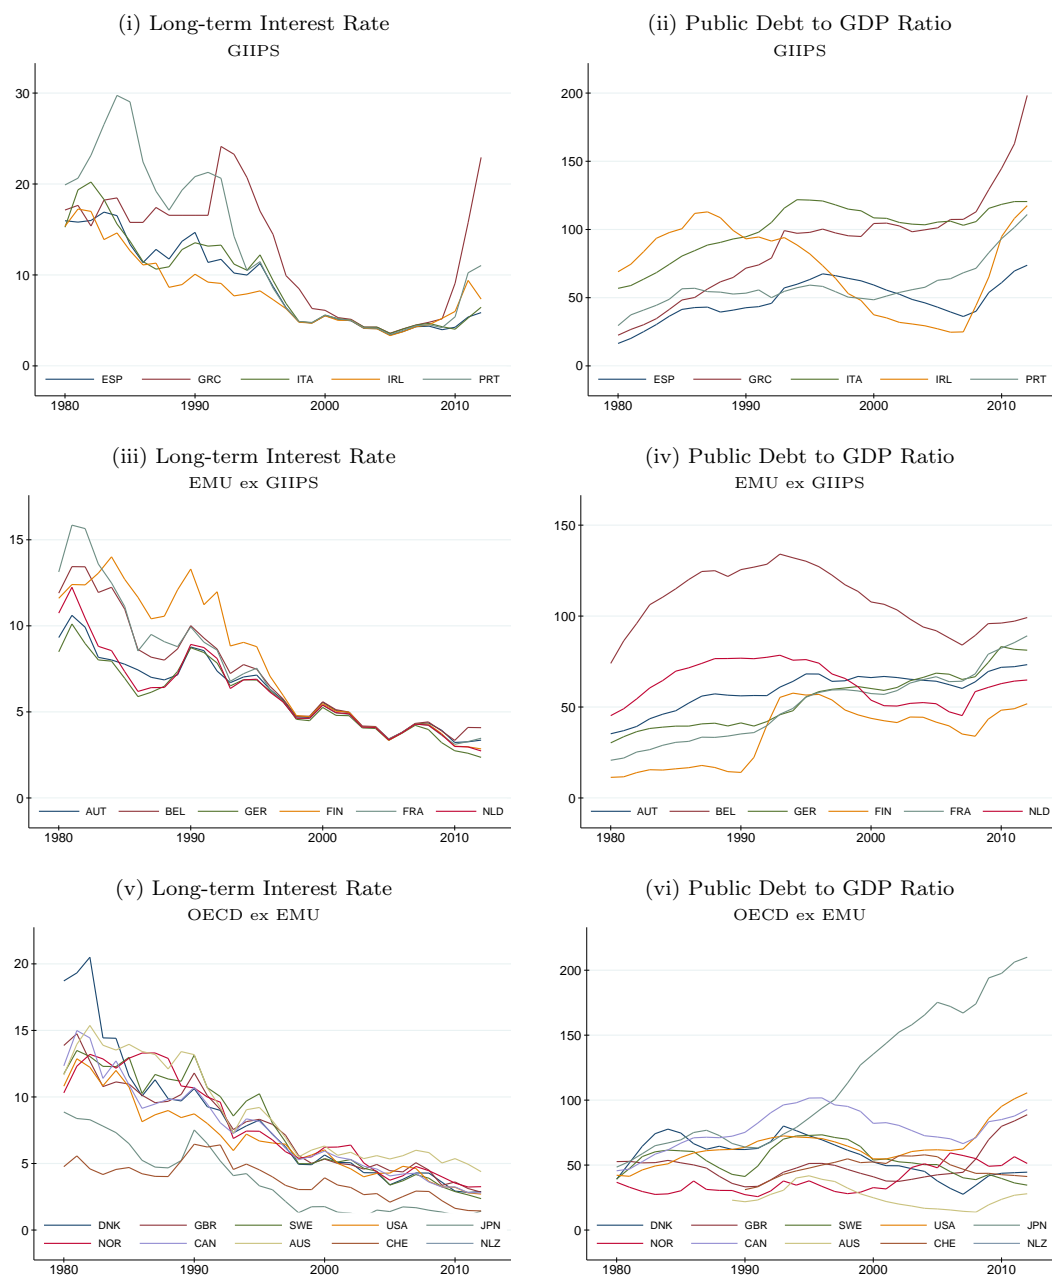 (i) Long-term Interest Rate
GIIPS
30
20
10
0
ESP GRC ITA IRL PRT
1980 1990 2000 2010
(ii) Public Debt to GDP Ratio
GIIPS
200
150
100
50
0
ESP GRC ITA IRL PRT
1980 1990 2000 2010
(iii) Long-term Interest Rate
EMU ex GIIPS
15
10
5
0
AUT BEL GER FIN FRA NLD
1980 1990 2000 2010
(iv) Public Debt to GDP Ratio
EMU ex GIIPS
150
100
50
0
AUT BEL GER FIN FRA NLD
1980 1990 2000 2010
(v) Long-term Interest Rate
OECD ex EMU
20
15
10
5
0
DNK GBR SWE USA JPN
NOR CAN AUS CHE NLZ
1980 1990 2000 2010
(vi) Public Debt to GDP Ratio
OECD ex EMU
200
150
100
50
0
DNK GBR SWE USA JPN
NOR CAN AUS CHE NLZ
1980 1990 2000 2010